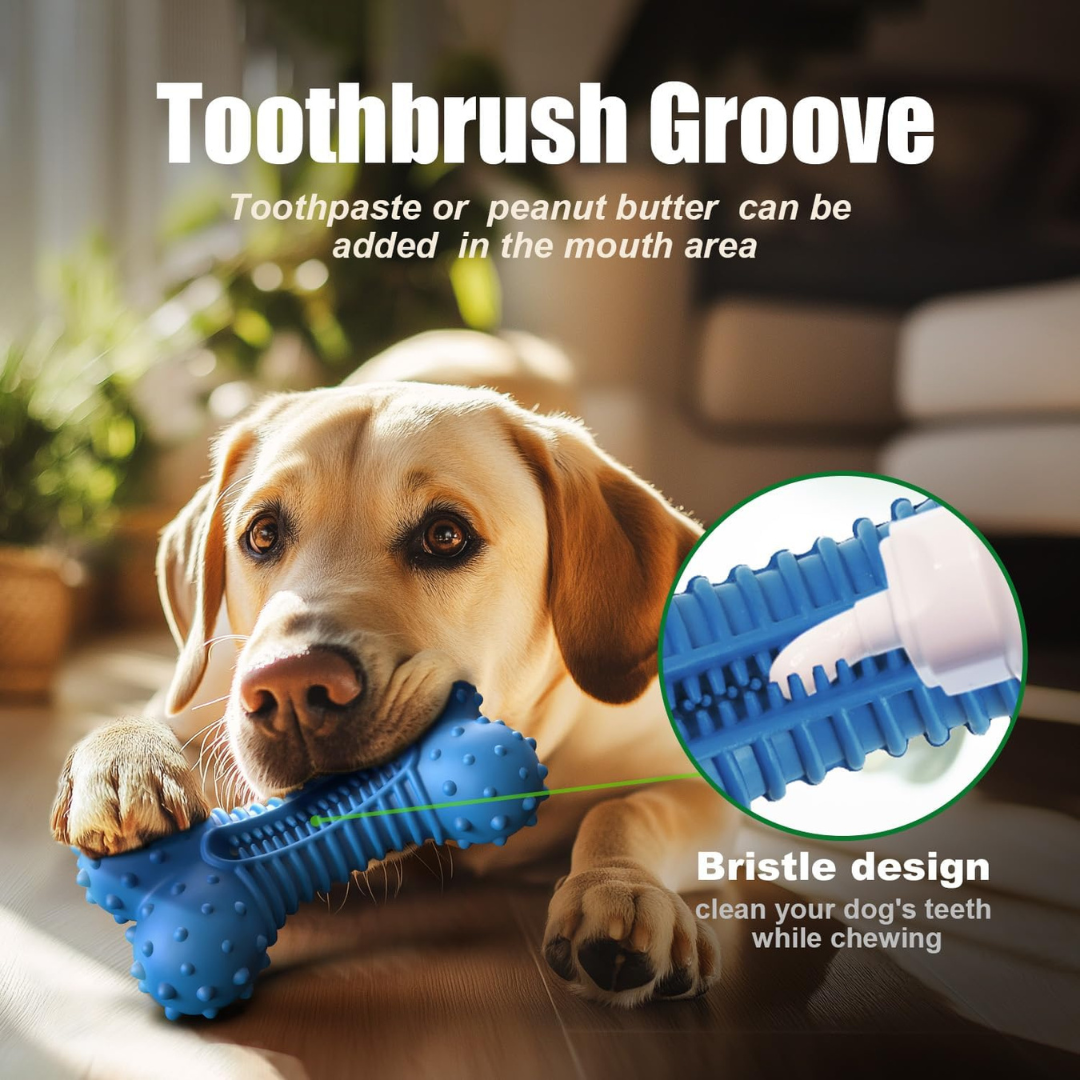 Toothbrush Groove
Toothpaste or peanut butter can be
added in the mouth area
Bristle design
clean your dog's teeth
while chewing